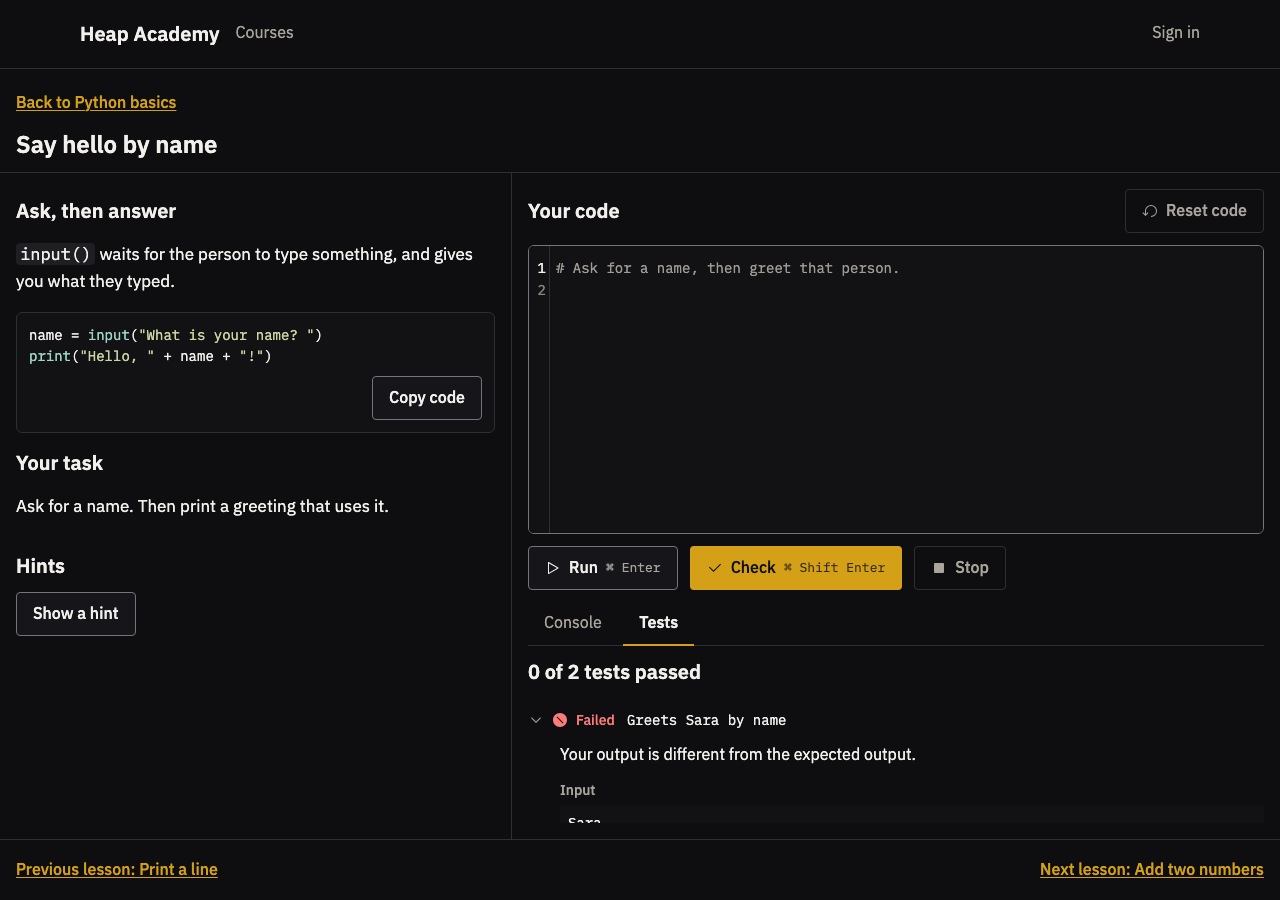 Heap Academy
Courses
Sign in
Back to Python basics
Say hello by name
Ask, then answer
input() waits for the person to type something, and gives
you what they typed.
name = input("What is your name? ")
print("Hello, " + name + "!")
Copy code
Your task
Ask for a name. Then print a greeting that uses it.
Hints
Show a hint
Your code
Reset code
1 # Ask for a name, then greet that person.
2
Run ⌘ Enter
Check ⌘ Shift Enter
Stop
Console
Tests
0 of 2 tests passed
Failed Greets Sara by name
Your output is different from the expected output.
Input
Sara
Previous lesson: Print a line
Next lesson: Add two numbers